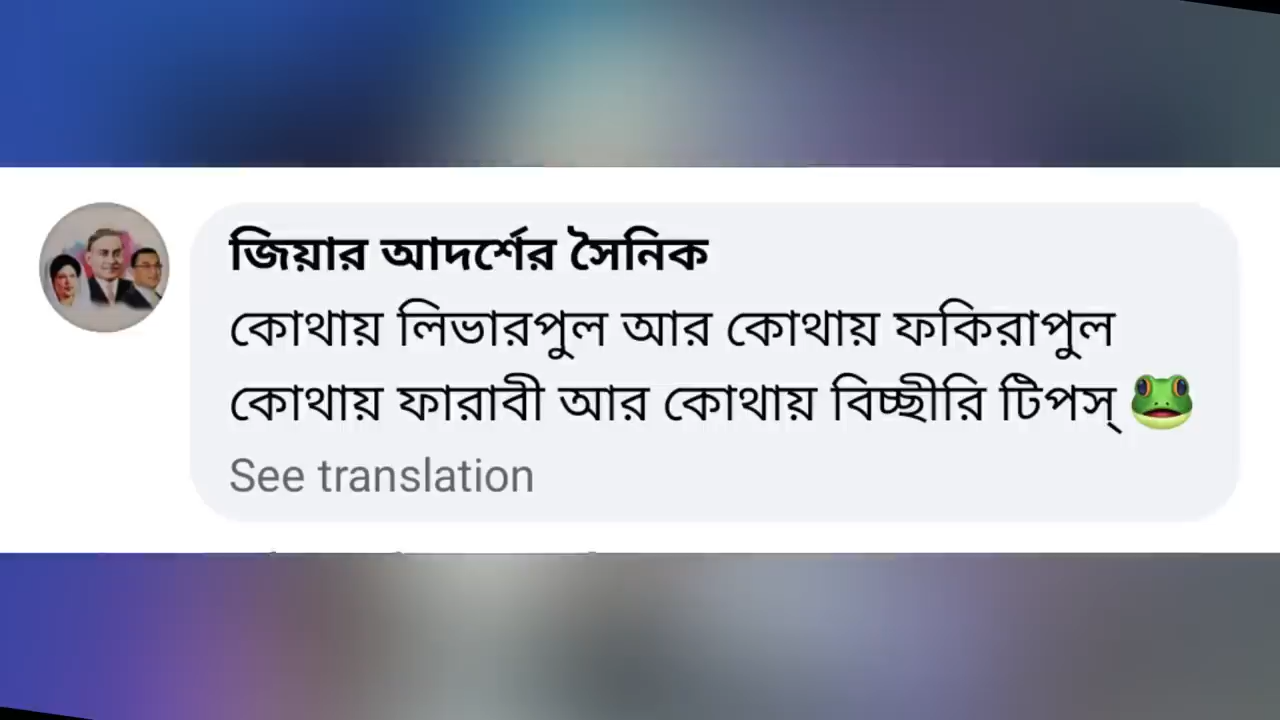 জিয়ার আদর্শের সৈনিক
কোথায় লিভারপুল আর কোথায় ফকিরাপুল
কোথায় ফারাবী আর কোথায় বিচ্ছীরি টিপস্ 🐸
See translation